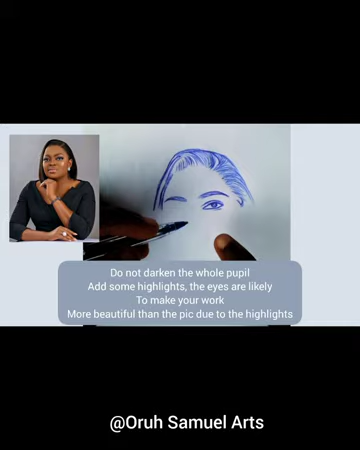 Do not darken the whole pupil
Add some highlights, the eyes are likely
To make your work
More beautiful than the pic due to the highlights
@Oruh Samuel Arts